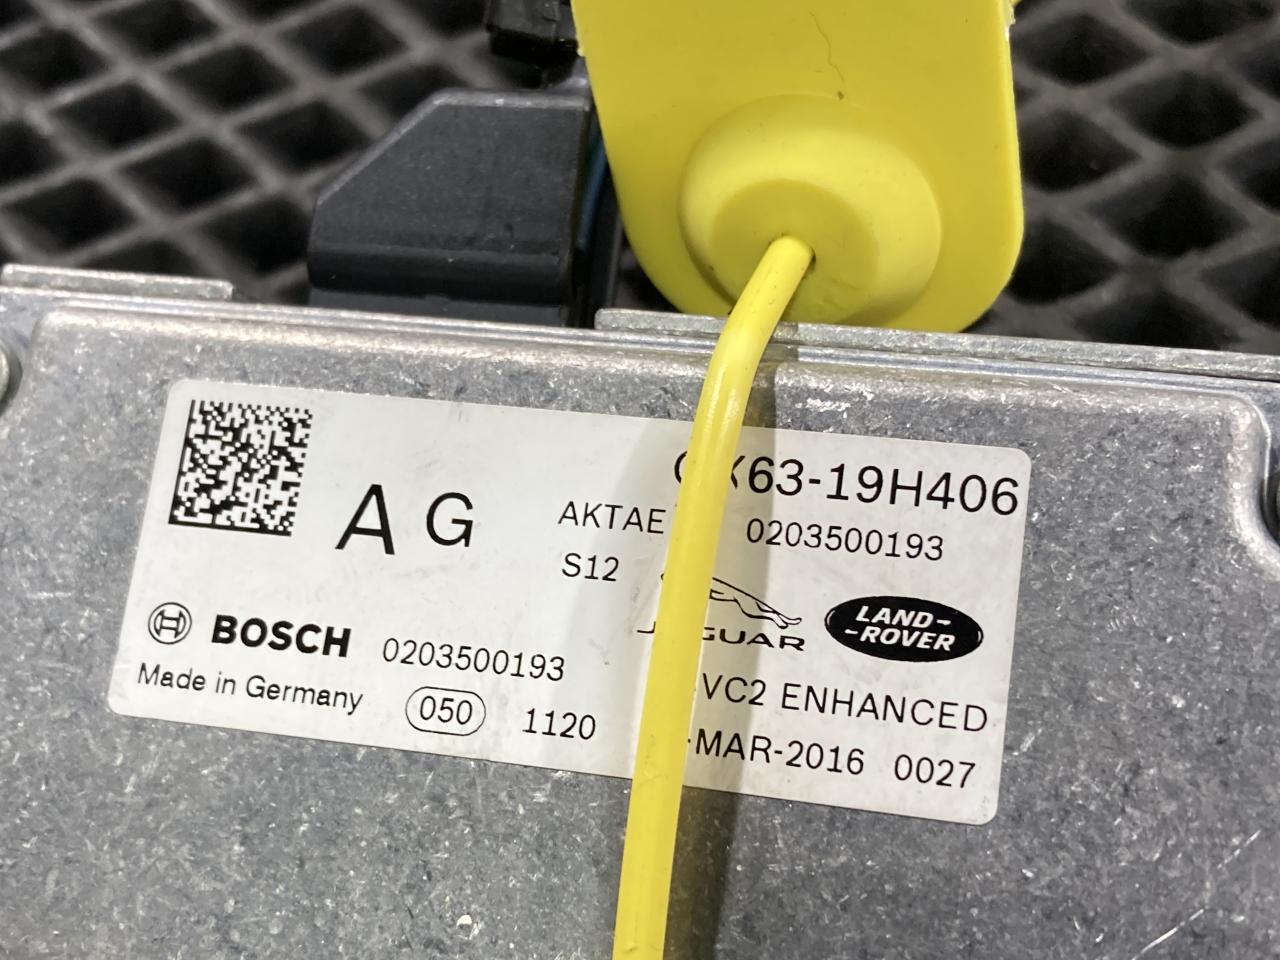 A G
63-19H406
AKTAE 0203500193
S12
LAND-
-ROVER
BOSCH 0203500193
VC2 ENHANCED
Made in Germany 050 1120
-MAR-2016 0027
JAGUAR